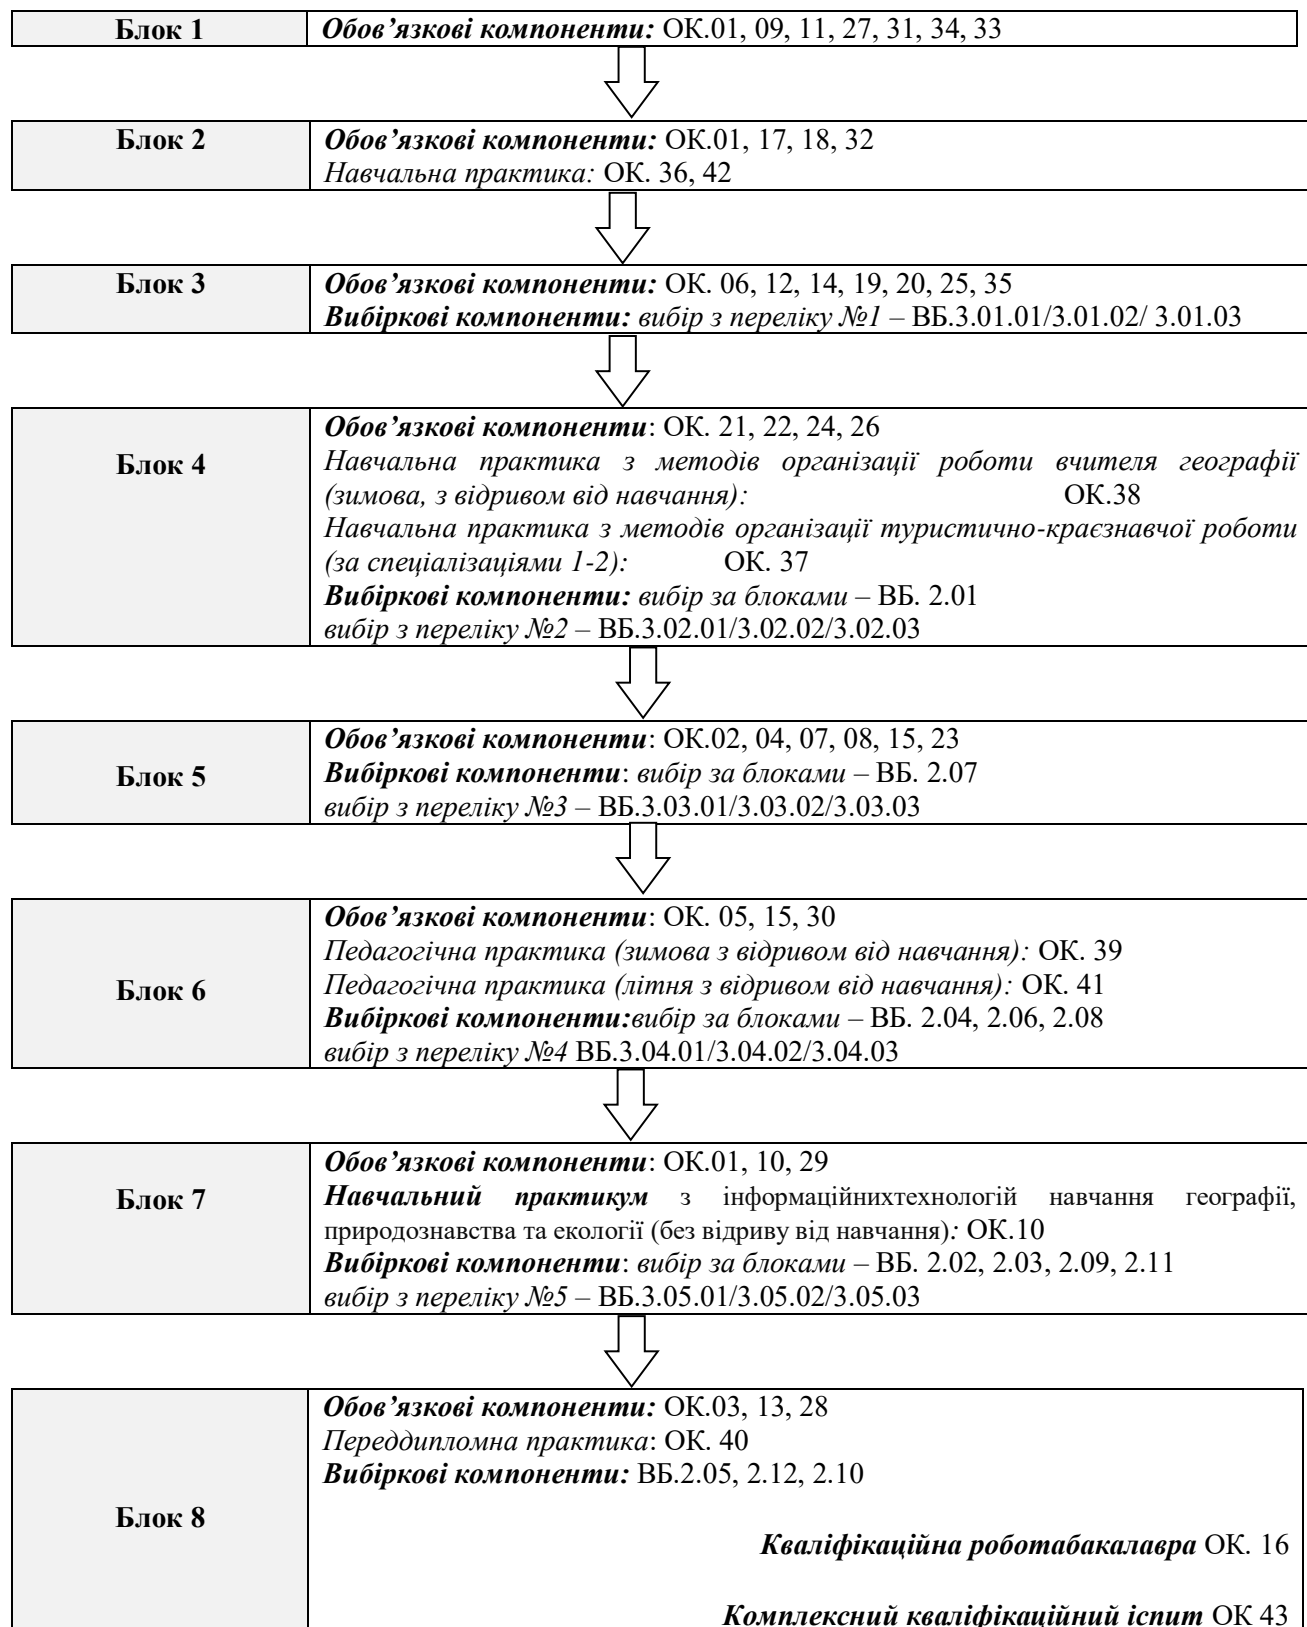 Блок 1
Обов’язкові компоненти: ОК.01, 09, 11, 27, 31, 34, 33
Блок 2
Обов’язкові компоненти: ОК.01, 17, 18, 32
Навчальна практика: ОК. 36, 42
Блок 3
Обов’язкові компоненти: ОК. 06, 12, 14, 19, 20, 25, 35
Вибіркові компоненти: вибір з переліку №1 – ВБ.3.01.01/3.01.02/ 3.01.03
Блок 4
Обов’язкові компоненти: ОК. 21, 22, 24, 26
Навчальна практика з методів організації роботи вчителя географії
(зимова, з відривом від навчання): ОК.38
Навчальна практика з методів організації туристично-краєзнавчої роботи
(за спеціалізаціями 1-2): ОК. 37
Вибіркові компоненти: вибір за блоками – ВБ. 2.01
вибір з переліку №2 – ВБ.3.02.01/3.02.02/3.02.03
Блок 5
Обов’язкові компоненти: ОК.02, 04, 07, 08, 15, 23
Вибіркові компоненти: вибір за блоками – ВБ. 2.07
вибір з переліку №3 – ВБ.3.03.01/3.03.02/3.03.03
Блок 6
Обов’язкові компоненти: ОК. 05, 15, 30
Педагогічна практика (зимова з відривом від навчання): ОК. 39
Педагогічна практика (літня з відривом від навчання): ОК. 41
Вибіркові компоненти:вибір за блоками – ВБ. 2.04, 2.06, 2.08
вибір з переліку №4 ВБ.3.04.01/3.04.02/3.04.03
Блок 7
Обов’язкові компоненти: ОК.01, 10, 29
Навчальний практикум з інформаційнихтехнологій навчання географії,
природознавства та екології (без відриву від навчання): ОК.10
Вибіркові компоненти: вибір за блоками – ВБ. 2.02, 2.03, 2.09, 2.11
вибір з переліку №5 – ВБ.3.05.01/3.05.02/3.05.03
Блок 8
Обов’язкові компоненти: ОК.03, 13, 28
Переддипломна практика: ОК. 40
Вибіркові компоненти: ВБ.2.05, 2.12, 2.10
Кваліфікаційна роботабакалавра ОК. 16
Комплексний кваліфікаційний іспит ОК 43